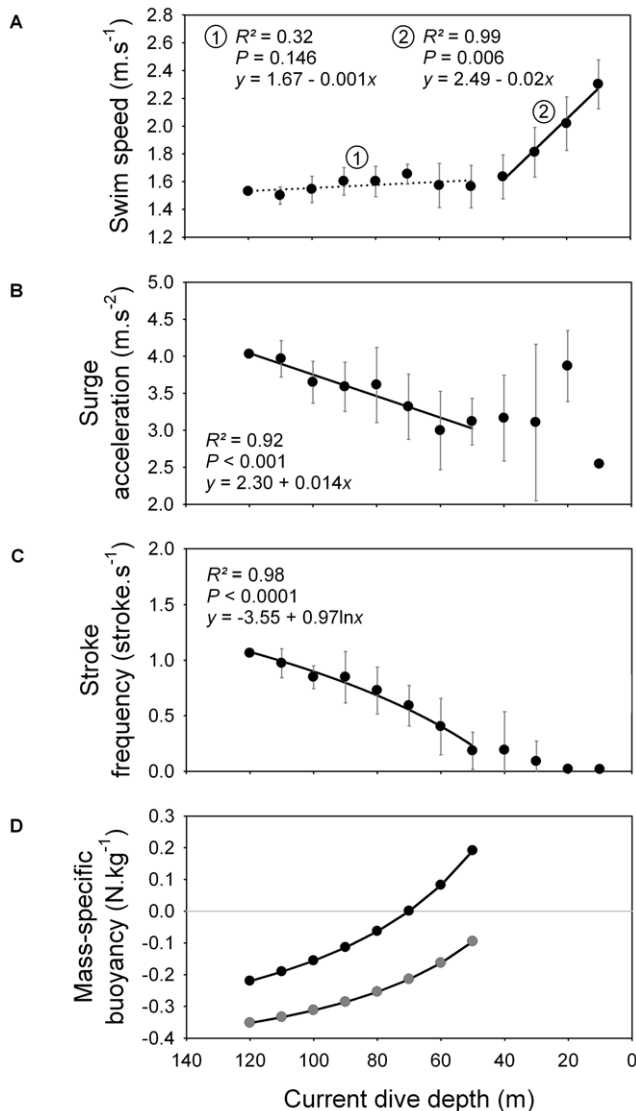 A
① R² = 0.32
P = 0.146
y = 1.67 - 0.001x
② R² = 0.99
P = 0.006
y = 2.49 - 0.02x
Swim speed (m.s⁻¹)
2.8
2.4
2.0
1.6
1.4
1.2
①
②
B
Surge
acceleration (m.s⁻²)
5.0
4.5
4.0
3.5
3.0
2.5
2.0
R² = 0.92
P < 0.001
y = 2.30 + 0.014x
C
Stroke
frequency (stroke.s⁻¹)
2.0
1.5
1.0
0.5
0.0
R² = 0.98
P < 0.0001
y = -3.55 + 0.97lnx
D
Mass-specific
buoyancy (N.kg⁻¹)
0.3
0.2
0.1
0.0
-0.1
-0.2
-0.3
-0.4
140 120 100 80 60 40 20 0
Current dive depth (m)